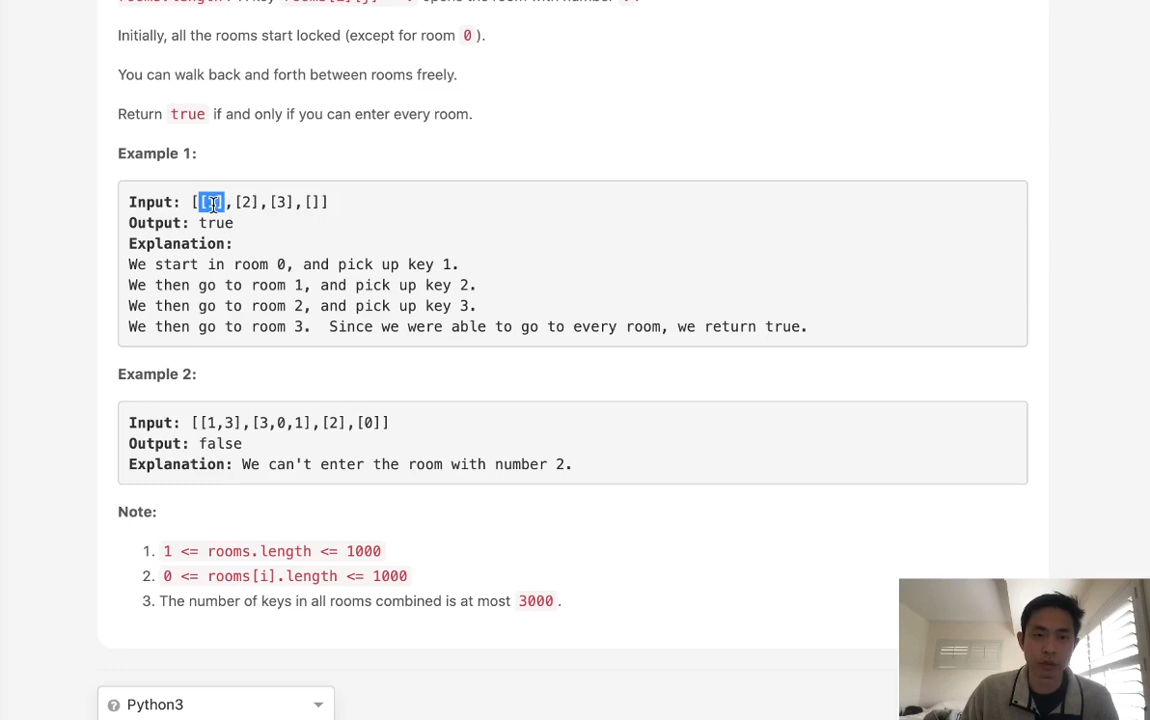 Initially, all the rooms start locked (except for room 0 ).
You can walk back and forth between rooms freely.
Return true if and only if you can enter every room.
Example 1:
Input: [[1],[2],[3],[]]
Output: true
Explanation:
We start in room 0, and pick up key 1.
We then go to room 1, and pick up key 2.
We then go to room 2, and pick up key 3.
We then go to room 3.  Since we were able to go to every room, we return true.
Example 2:
Input: [[1,3],[3,0,1],[2],[0]]
Output: false
Explanation: We can't enter the room with number 2.
Note:
1. 1 <= rooms.length <= 1000
2. 0 <= rooms[i].length <= 1000
3. The number of keys in all rooms combined is at most 3000 .
Python3